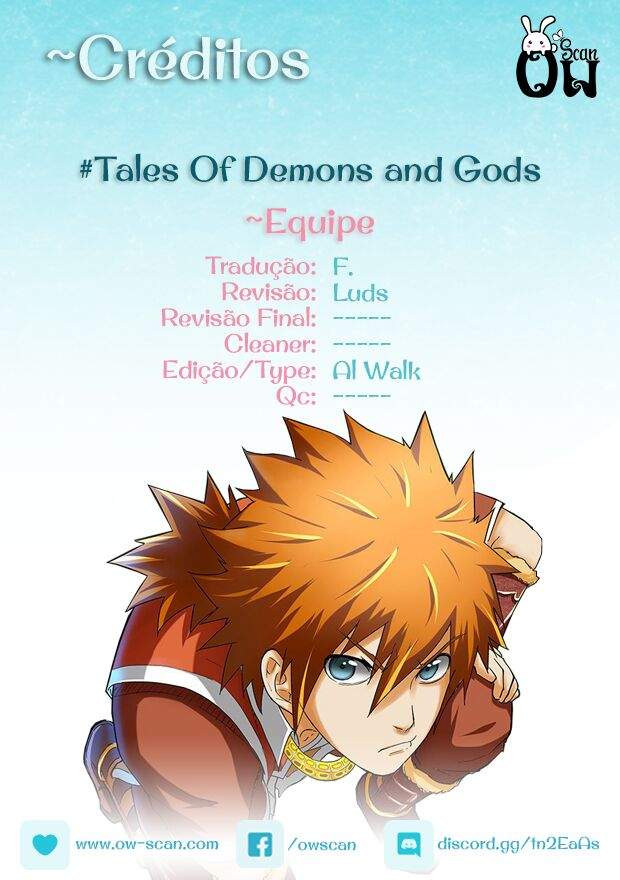 ~Créditos
Scan
Ow
#Tales Of Demons and Gods
~Equipe
Tradução: F.
Revisão: Luds
Revisão Final: -----
Cleaner: -----
Edição/Type: Al Walk
Qc: -----
www.ow-scan.com /owscan discord.gg/tn2EaAs